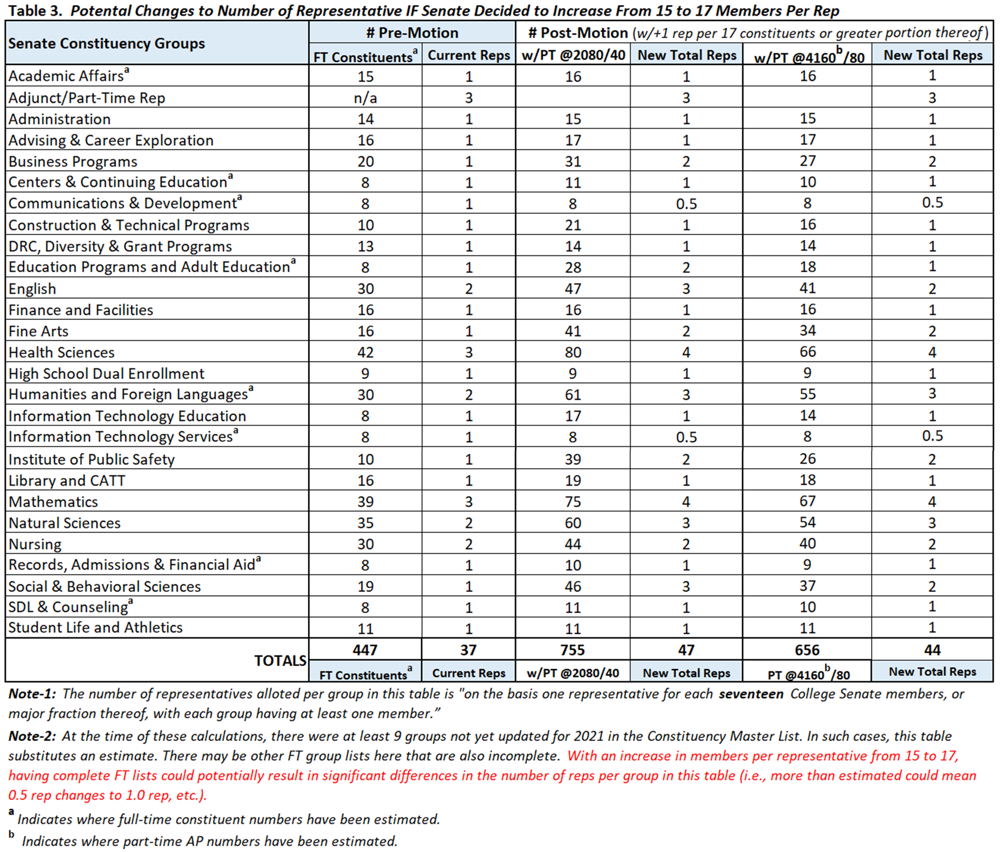 Table 3. Potental Changes to Number of Representative IF Senate Decided to Increase From 15 to 17 Members Per Rep
Senate Constituency Groups # Pre-Motion # Post-Motion (w/+1 rep per 17 constituents or greater portion thereof)
FT Constituentsa Current Reps w/PT @2080/40 New Total Reps w/PT @4160b/80 New Total Reps
Academic Affairsa 15 1 16 1 16 1
Adjunct/Part-Time Rep n/a 3 3 3
Administration 14 1 15 1 15 1
Advising & Career Exploration 16 1 17 1 17 1
Business Programs 20 1 31 2 27 2
Centers & Continuing Educationa 8 1 11 1 10 1
Communications & Developmenta 8 1 8 0.5 8 0.5
Construction & Technical Programs 10 1 21 1 16 1
DRC, Diversity & Grant Programs 13 1 14 1 14 1
Education Programs and Adult Educationa 8 1 28 2 18 1
English 30 2 47 3 41 2
Finance and Facilities 16 1 16 1 16 1
Fine Arts 16 1 41 2 34 2
Health Sciences 42 3 80 4 66 4
High School Dual Enrollment 9 1 9 1 9 1
Humanities and Foreign Languagesa 30 2 61 3 55 3
Information Technology Education 8 1 17 1 14 1
Information Technology Servicesa 8 1 8 0.5 8 0.5
Institute of Public Safety 10 1 39 2 26 2
Library and CATT 16 1 19 1 18 1
Mathematics 39 3 75 4 67 4
Natural Sciences 35 2 60 3 54 3
Nursing 30 2 44 2 40 2
Records, Admissions & Financial Aida 8 1 10 1 9 1
Social & Behavioral Sciences 19 1 46 3 37 2
SDL & Counselinga 8 1 11 1 10 1
Student Life and Athletics 11 1 11 1 11 1
TOTALS 447 37 755 47 656 44
FT Constituentsa Current Reps w/PT @2080/40 New Total Reps PT @4160b/80 New Total Reps
Note-1: The number of representatives alloted per group in this table is "on the basis one representative for each seventeen College Senate members, or
major fraction thereof, with each group having at least one member.”
Note-2: At the time of these calculations, there were at least 9 groups not yet updated for 2021 in the Constituency Master List. In such cases, this table
substitutes an estimate. There may be other FT group lists here that are also incomplete. With an increase in members per representative from 15 to 17,
having complete FT lists could potentially result in significant differences in the number of reps per group in this table (i.e., more than estimated could mean
0.5 rep changes to 1.0 rep, etc.).
a Indicates where full-time constituent numbers have been estimated.
b Indicates where part-time AP numbers have been estimated.